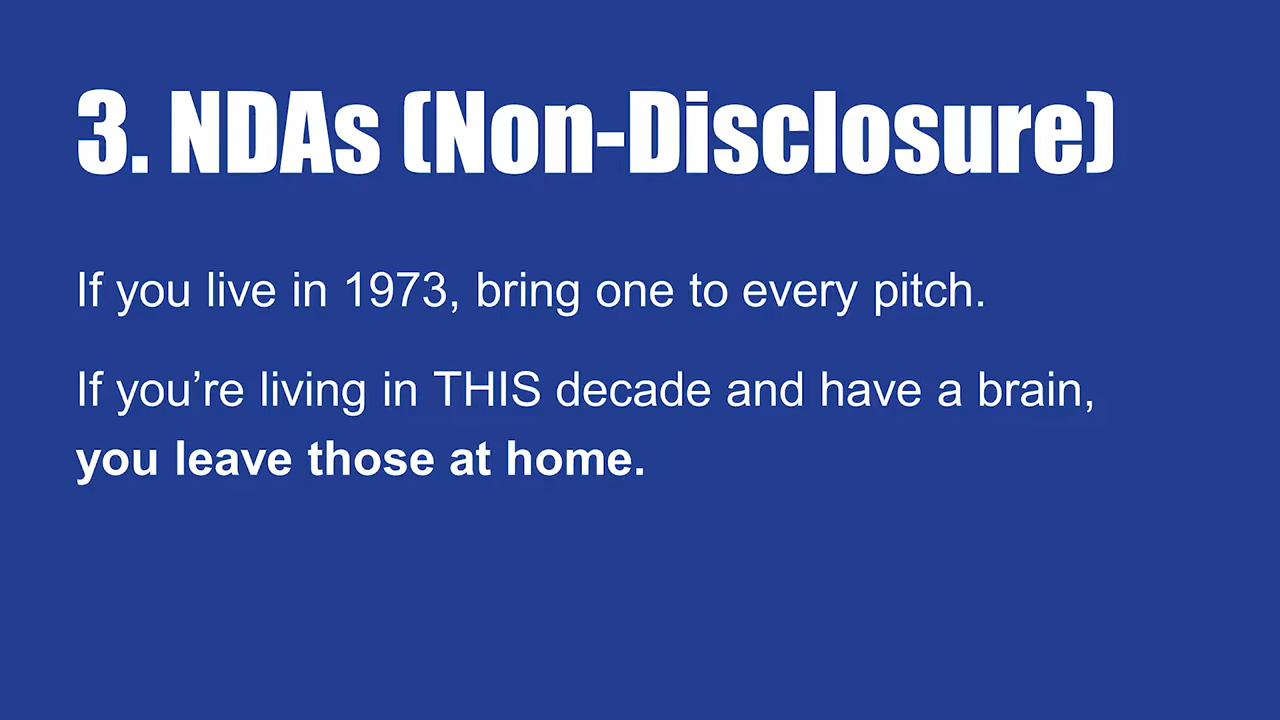 3. NDAs (Non-Disclosure)
If you live in 1973, bring one to every pitch.
If you’re living in THIS decade and have a brain,
you leave those at home.